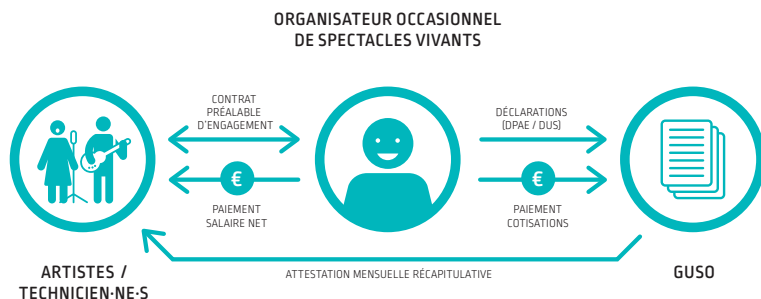 ORGANISATEUR OCCASIONNEL
DE SPECTACLES VIVANTS
CONTRAT
PRÉALABLE
D'ENGAGEMENT
DÉCLARATIONS
(DPAE / DUS)
€
€
PAIEMENT
SALAIRE NET
PAIEMENT
COTISATIONS
ATTESTATION MENSUELLE RÉCAPITULATIVE
ARTISTES /
TECHNICIEN·NE·S
GUSO